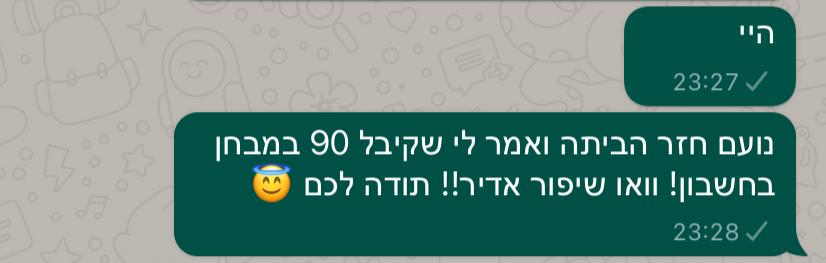 היי
23:27
נועם חזר הביתה ואמר לי שקיבל 90 במבחן
בחשבון! וואו שיפור אדיר!! תודה לכם 😇
23:28